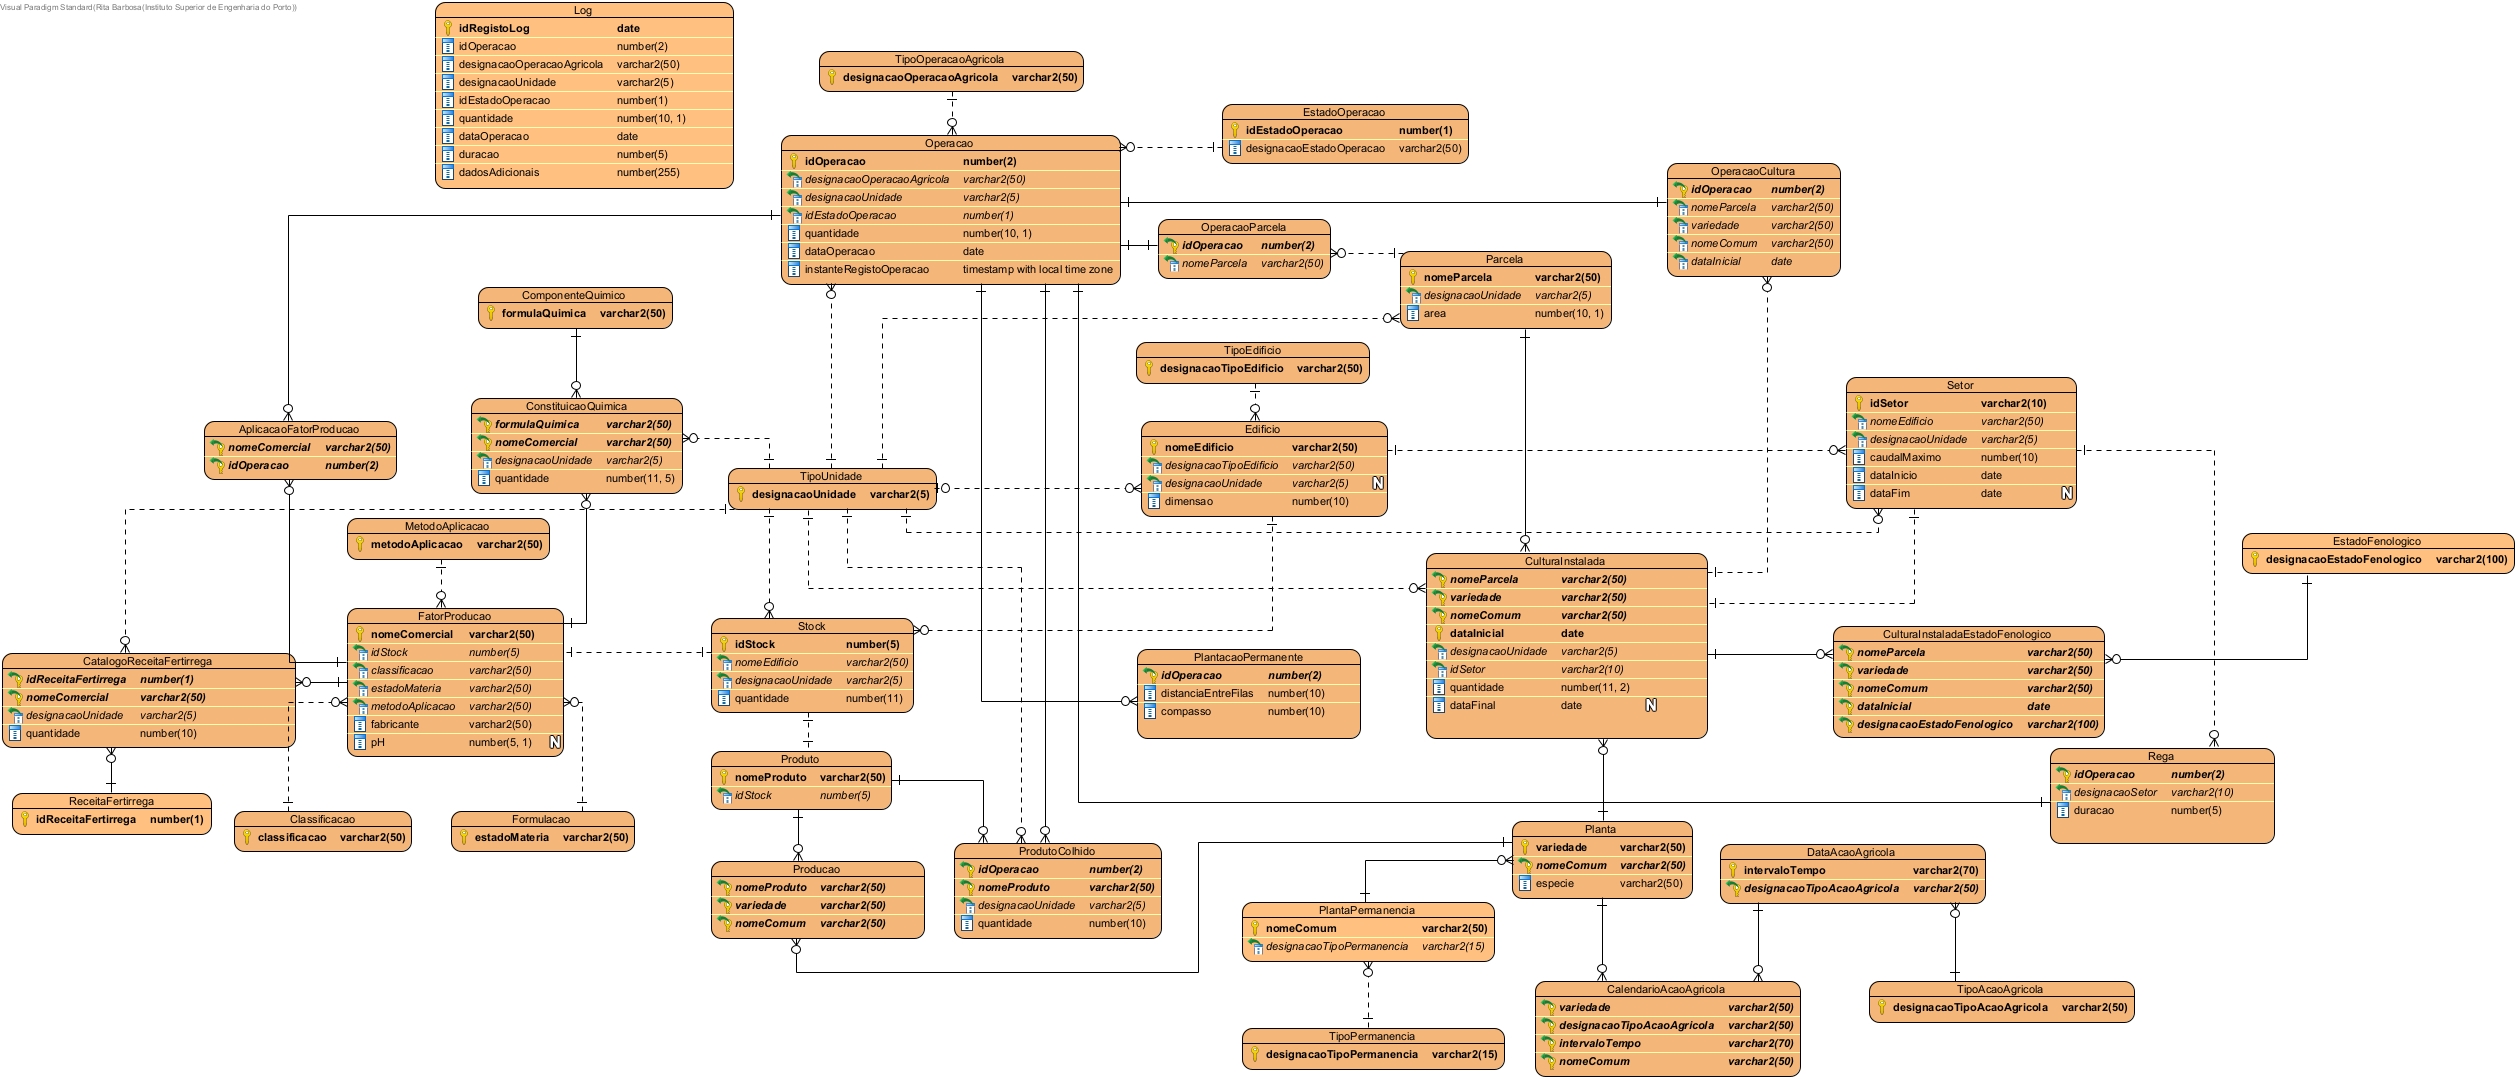 Visual Paradigm Standard(Rita Barbosa(Instituto Superior de Engenharia do Porto))
Log
idRegistoLog date
idOperacao number(2)
designacaoOperacaoAgricola varchar2(50)
designacaoUnidade varchar2(5)
idEstadoOperacao number(1)
quantidade number(10, 1)
dataOperacao date
duracao number(5)
dadosAdicionais number(255)
TipoOperacaoAgricola
designacaoOperacaoAgricola varchar2(50)
EstadoOperacao
idEstadoOperacao number(1)
designacaoEstadoOperacao varchar2(50)
Operacao
idOperacao number(2)
designacaoOperacaoAgricola varchar2(50)
designacaoUnidade varchar2(5)
idEstadoOperacao number(1)
quantidade number(10, 1)
dataOperacao date
instanteRegistoOperacao timestamp with local time zone
OperacaoCultura
idOperacao number(2)
nomeParcela varchar2(50)
variedade varchar2(50)
nomeComum varchar2(50)
dataInicial date
OperacaoParcela
idOperacao number(2)
nomeParcela varchar2(50)
Parcela
nomeParcela varchar2(50)
designacaoUnidade varchar2(5)
area number(10, 1)
ComponenteQuimico
formulaQuimica varchar2(50)
TipoEdificio
designacaoTipoEdificio varchar2(50)
Setor
idSetor varchar2(10)
nomeEdificio varchar2(50)
designacaoUnidade varchar2(5)
caudalMaximo number(10)
dataInicio date
dataFim date N
ConstituicaoQuimica
formulaQuimica varchar2(50)
nomeComercial varchar2(50)
designacaoUnidade varchar2(5)
quantidade number(11, 5)
AplicacaoFatorProducao
nomeComercial varchar2(50)
idOperacao number(2)
Edificio
nomeEdificio varchar2(50)
designacaoTipoEdificio varchar2(50)
designacaoUnidade varchar2(5) N
dimensao number(10)
TipoUnidade
designacaoUnidade varchar2(5)
MetodoAplicacao
metodoAplicacao varchar2(50)
EstadoFenologico
designacaoEstadoFenologico varchar2(100)
CulturaInstalada
nomeParcela varchar2(50)
variedade varchar2(50)
nomeComum varchar2(50)
dataInicial date
designacaoUnidade varchar2(5)
idSetor varchar2(10)
quantidade number(11, 2)
dataFinal date N
FatorProducao
nomeComercial varchar2(50)
idStock number(5)
classificacao varchar2(50)
estadoMateria varchar2(50)
metodoAplicacao varchar2(50)
fabricante varchar2(50)
pH number(5, 1) N
Stock
idStock number(5)
nomeEdificio varchar2(50)
designacaoUnidade varchar2(5)
quantidade number(11)
CulturaInstaladaEstadoFenologico
nomeParcela varchar2(50)
variedade varchar2(50)
nomeComum varchar2(50)
dataInicial date
designacaoEstadoFenologico varchar2(100)
CatalogoReceitaFertirrega
idReceitaFertirrega number(1)
nomeComercial varchar2(50)
designacaoUnidade varchar2(5)
quantidade number(10)
PlantacaoPermanente
idOperacao number(2)
distanciaEntreFilas number(10)
compasso number(10)
Produto
nomeProduto varchar2(50)
idStock number(5)
Rega
idOperacao number(2)
designacaoSetor varchar2(10)
duracao number(5)
ReceitaFertirrega
idReceitaFertirrega number(1)
Classificacao
classificacao varchar2(50)
Formulacao
estadoMateria varchar2(50)
Planta
variedade varchar2(50)
nomeComum varchar2(50)
especie varchar2(50)
ProdutoColhido
idOperacao number(2)
nomeProduto varchar2(50)
designacaoUnidade varchar2(5)
quantidade number(10)
DataAcaoAgricola
intervaloTempo varchar2(70)
designacaoTipoAcaoAgricola varchar2(50)
Producao
nomeProduto varchar2(50)
variedade varchar2(50)
nomeComum varchar2(50)
PlantaPermanencia
nomeComum varchar2(50)
designacaoTipoPermanencia varchar2(15)
CalendarioAcaoAgricola
variedade varchar2(50)
designacaoTipoAcaoAgricola varchar2(50)
intervaloTempo varchar2(70)
nomeComum varchar2(50)
TipoAcaoAgricola
designacaoTipoAcaoAgricola varchar2(50)
TipoPermanencia
designacaoTipoPermanencia varchar2(15)